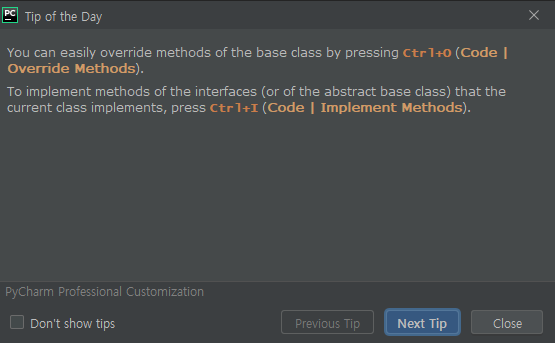 PC
Tip of the Day
You can easily override methods of the base class by pressing Ctrl+O (Code |
Override Methods).
To implement methods of the interfaces (or of the abstract base class) that the
current class implements, press Ctrl+I (Code | Implement Methods).
PyCharm Professional Customization
Don't show tips
Previous Tip
Next Tip
Close